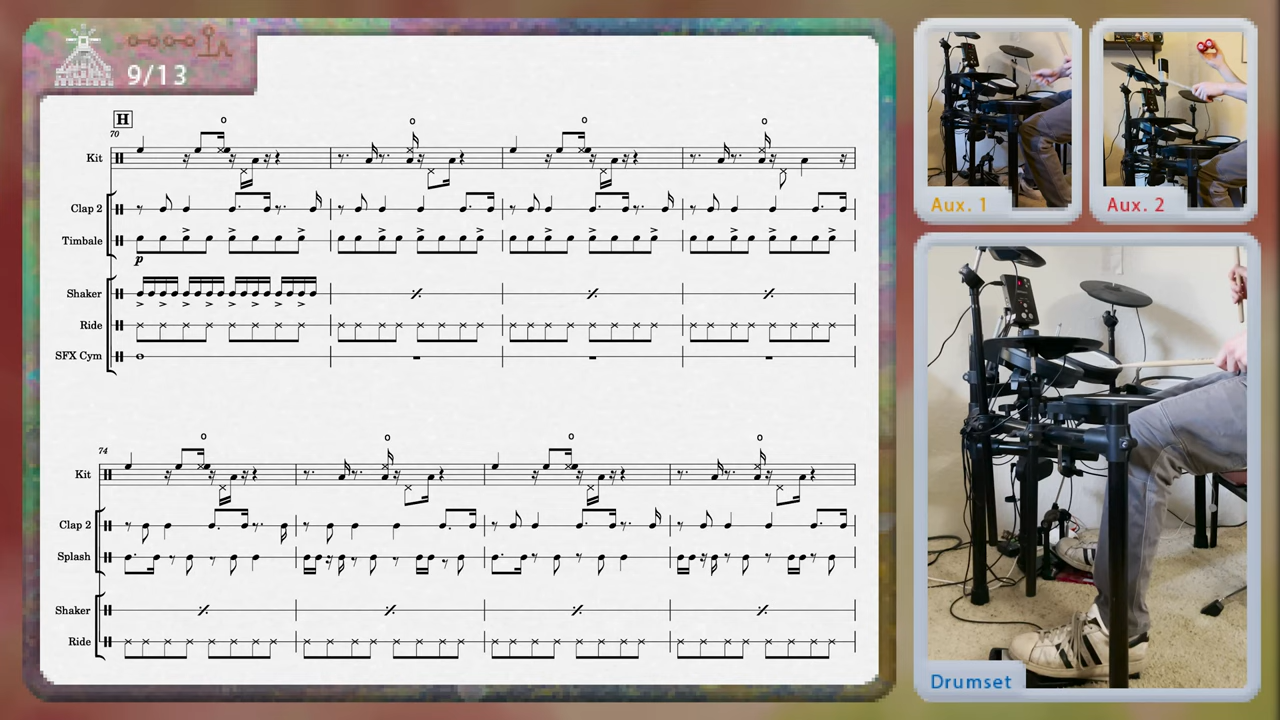 9/13
H
70
Kit
Clap 2
Timbale
p
Shaker
Ride
SFX Cym
74
Kit
Clap 2
Splash
Shaker
Ride
Aux. 1
Aux. 2
Drumset